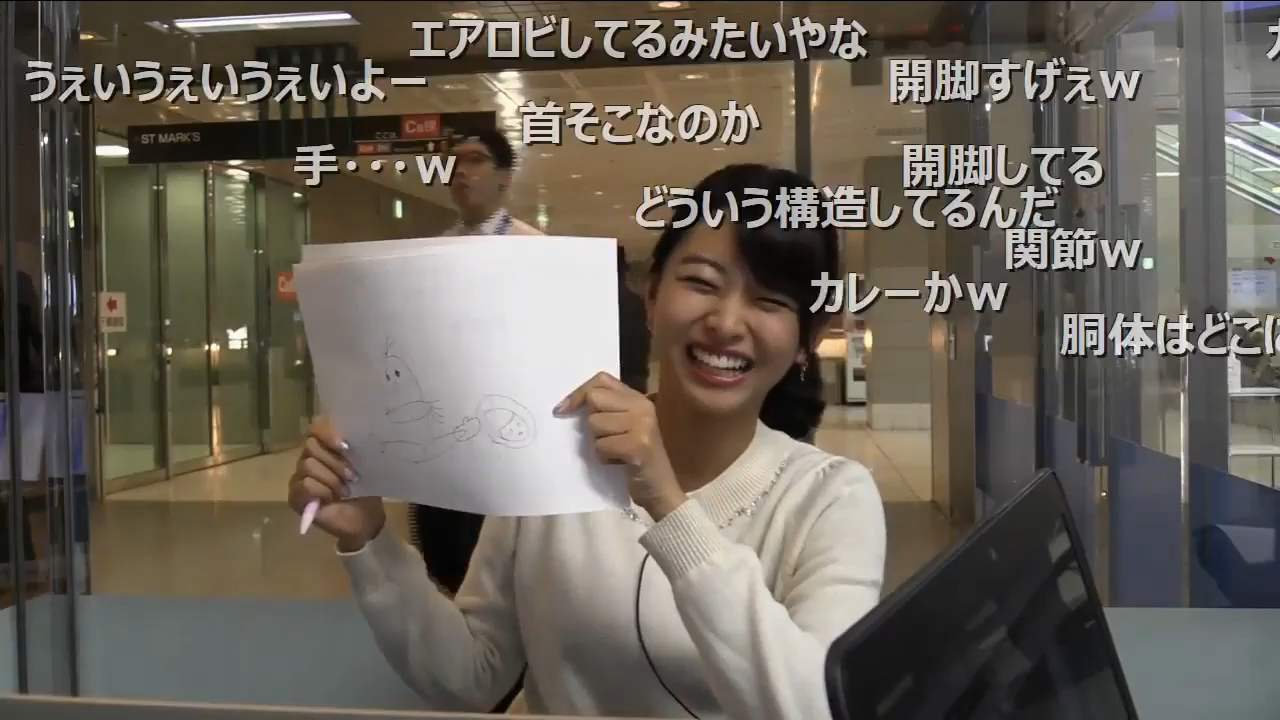 エアロビしてるみたいやな
うぇいうぇいうぇいよー
開脚すげぇｗ
首そこなのか
ST MARK'S
手・・・ｗ
開脚してる
どういう構造してるんだ
関節ｗ
カレーかｗ
胴体はどこに